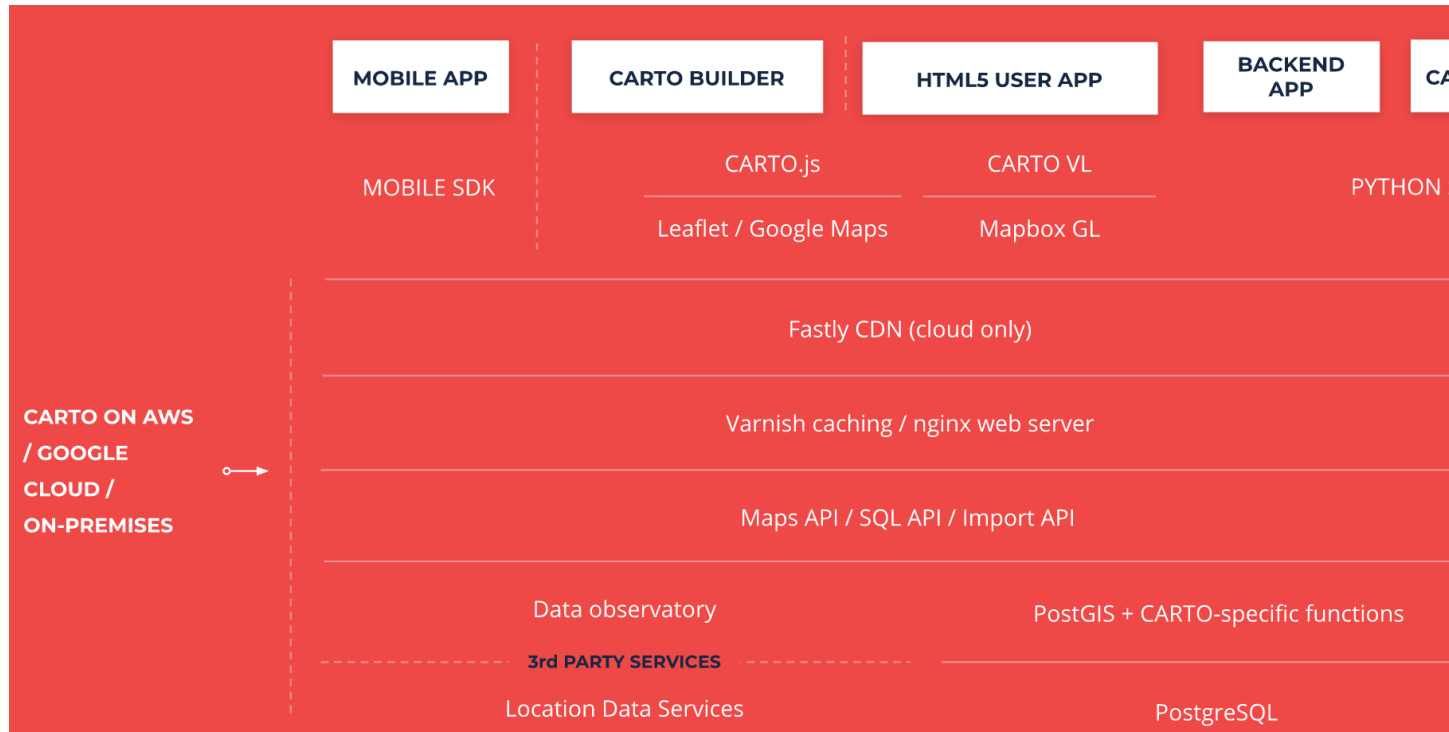 MOBILE APP
CARTO BUILDER
HTML5 USER APP
BACKEND
APP
CA
MOBILE SDK
CARTO.js
CARTO VL
PYTHON
Leaflet / Google Maps
Mapbox GL
Fastly CDN (cloud only)
Varnish caching / nginx web server
CARTO ON AWS
/ GOOGLE
CLOUD /
ON-PREMISES
Maps API / SQL API / Import API
Data observatory
PostGIS + CARTO-specific functions
3rd PARTY SERVICES
Location Data Services
PostgreSQL